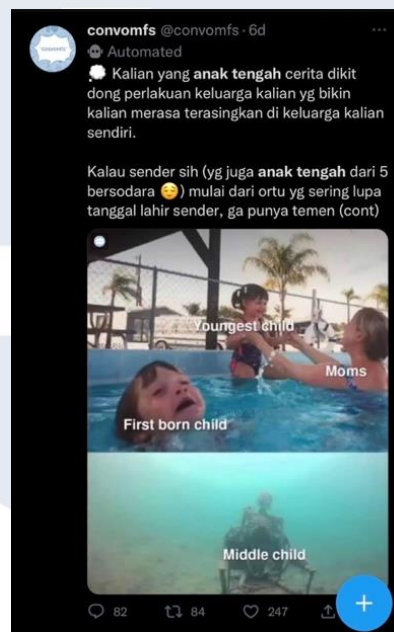 convomfs @convomfs · 6d
Automated
💭 Kalian yang anak tengah cerita dikit
dong perlakuan keluarga kalian yg bikin
kalian merasa terasingkan di keluarga kalian
sendiri.
Kalau sender sih (yg juga anak tengah dari 5
bersodara 😌) mulai dari ortu yg sering lupa
tanggal lahir sender, ga punya temen (cont)
Youngest child
Moms
First born child
Middle child
82 84 247